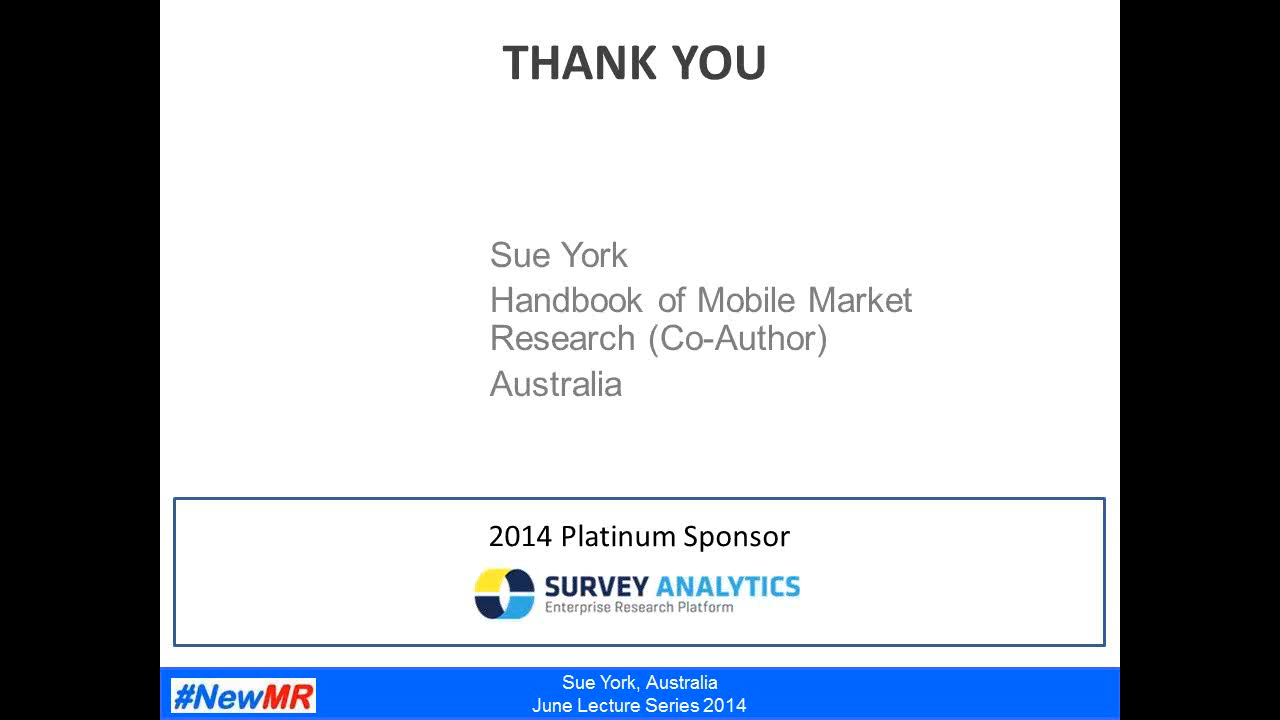 THANK YOU
Sue York
Handbook of Mobile Market
Research (Co-Author)
Australia
2014 Platinum Sponsor
SURVEY ANALYTICS
Enterprise Research Platform
#NewMR
Sue York, Australia
June Lecture Series 2014